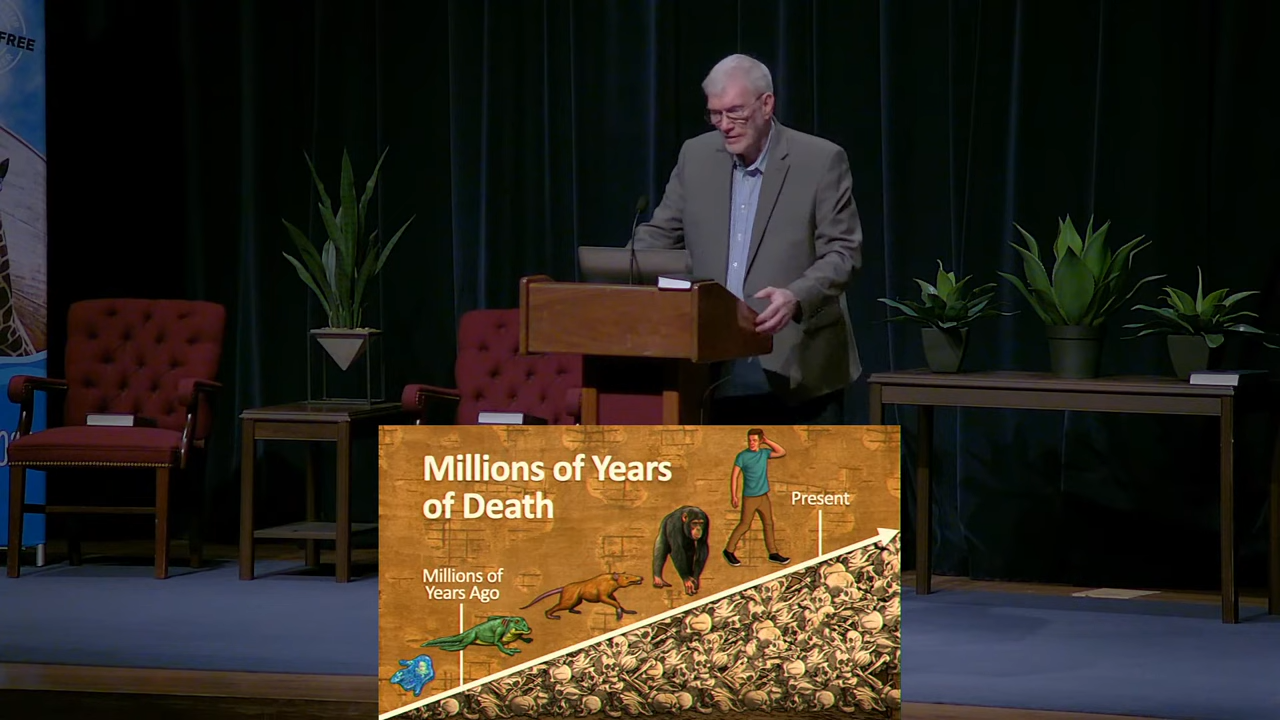 FREE
Millions of Years
of Death
Present
Millions of
Years Ago